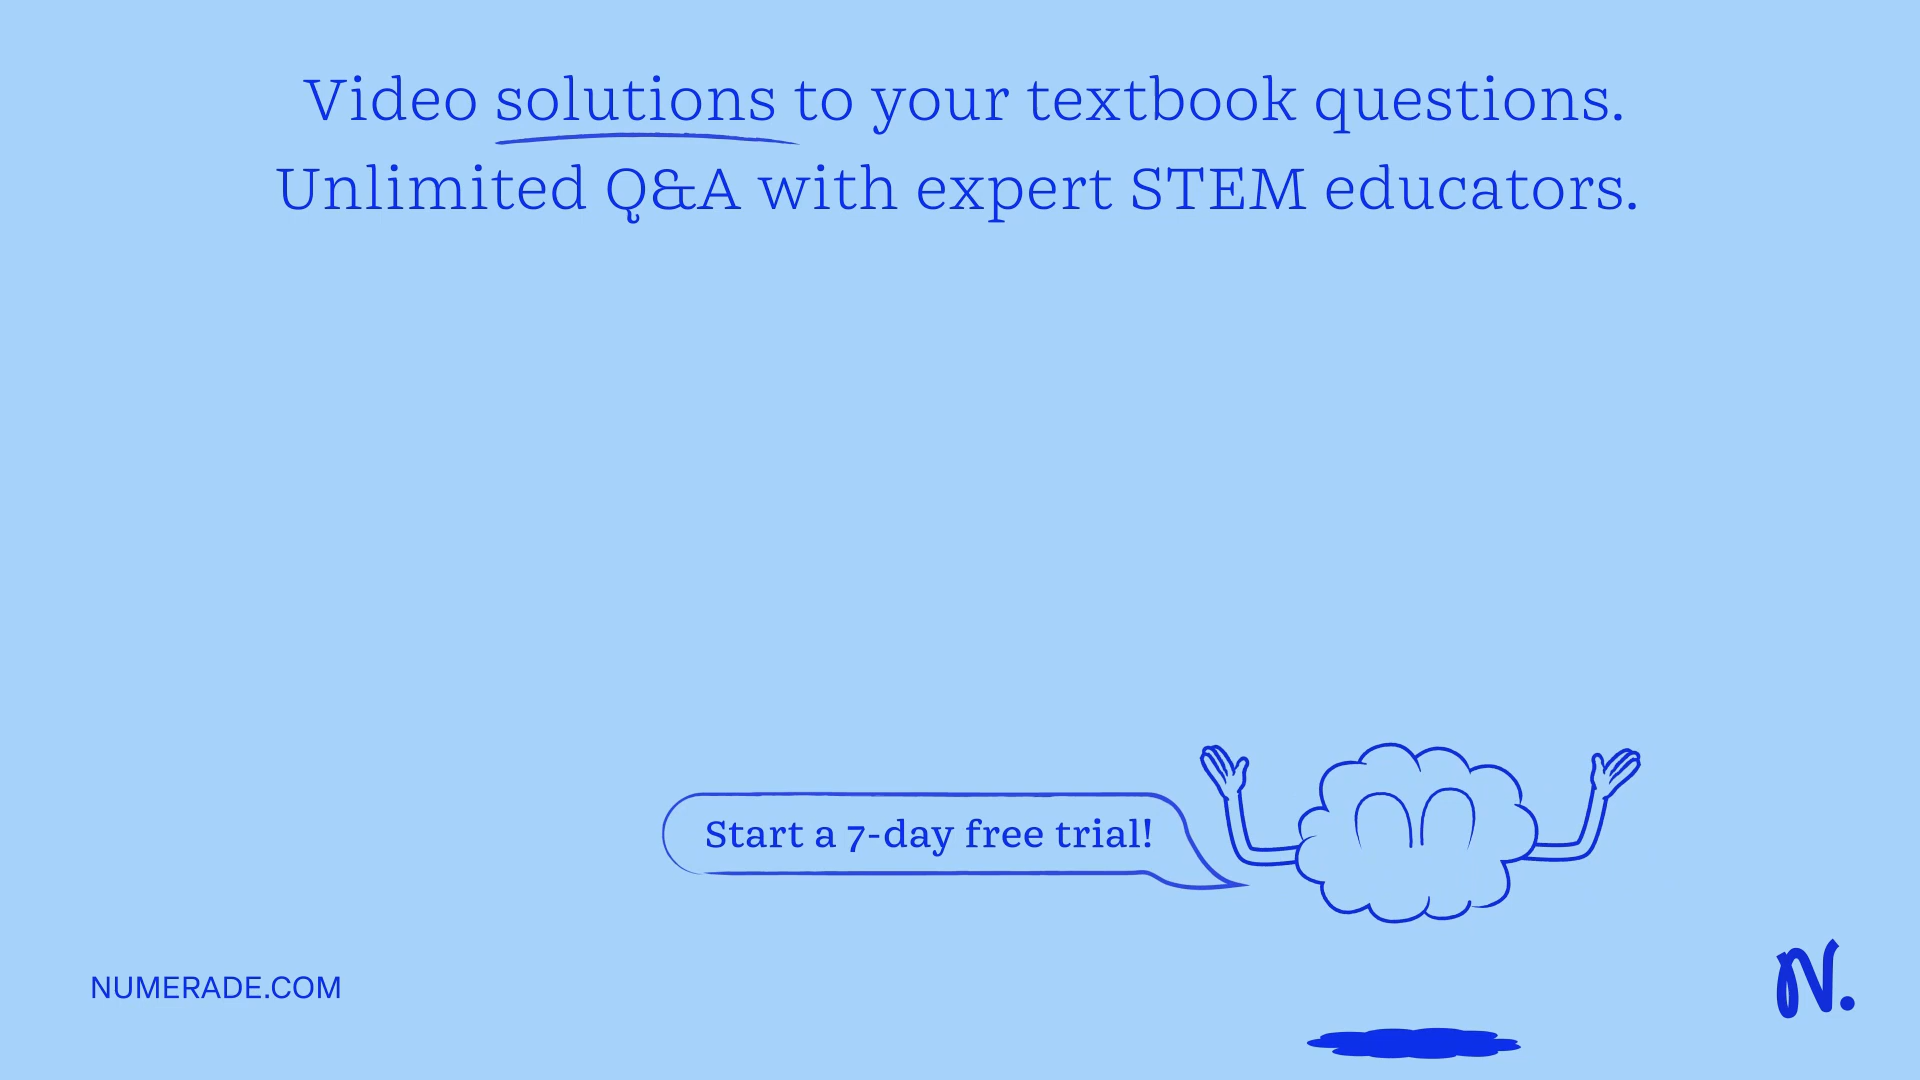 Video solutions to your textbook questions.
Unlimited Q&A with expert STEM educators.
Start a 7-day free trial!
NUMERADE.COM
N.